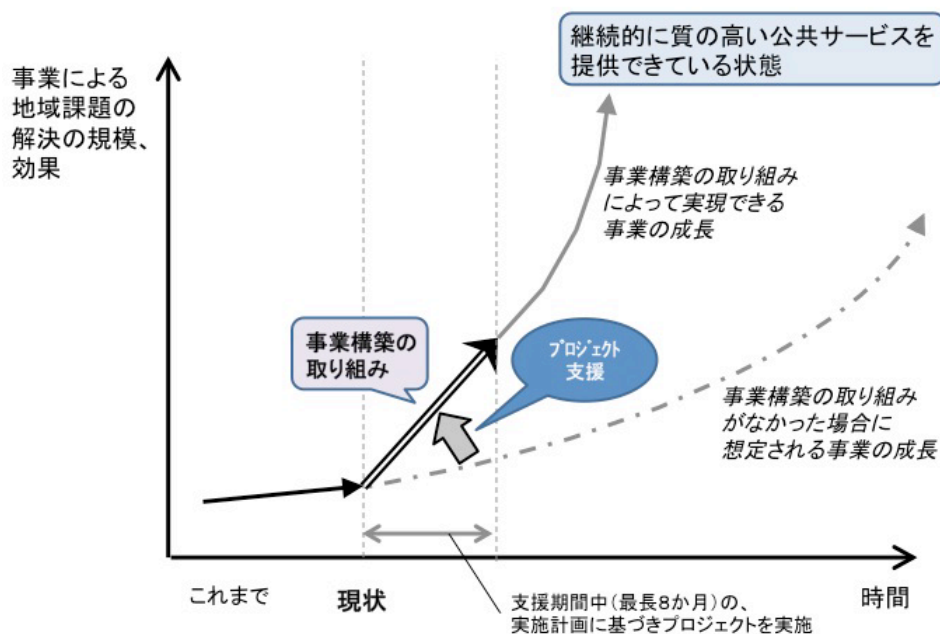 継続的に質の高い公共サービスを
提供できている状態
事業による
地域課題の
解決の規模、
効果
事業構築の取り組み
によって実現できる
事業の成長
事業構築の
取り組み
プロジェクト
支援
事業構築の取り組み
がなかった場合に
想定される事業の成長
これまで
現状
時間
支援期間中(最長8か月)の、
実施計画に基づきプロジェクトを実施